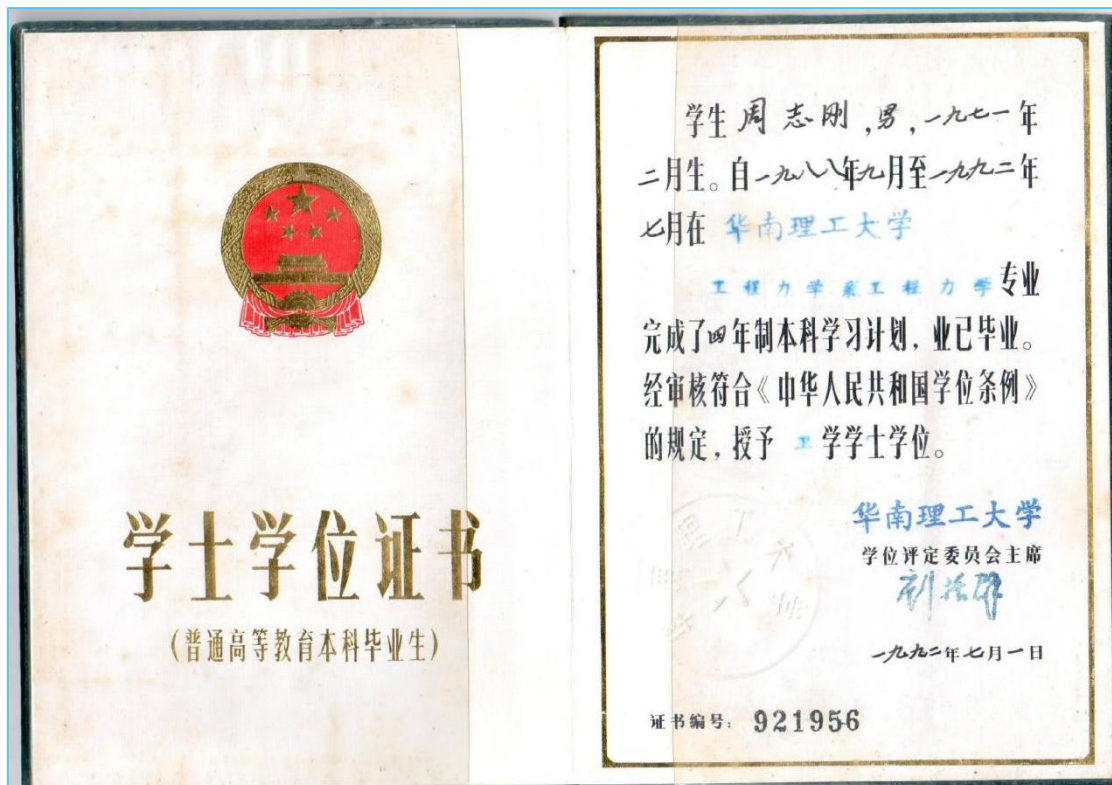 学士学位证书
(普通高等教育本科毕业生)
学生周志刚,男,一九七一年
二月生。自一九八八年九月至一九九二年
七月在 华南理工大学
工程力学系工程力学专业
完成了四年制本科学习计划,业已毕业。
经审核符合《中华人民共和国学位条例》
的规定,授予 工 学学士学位。
华南理工大学
学位评定委员会主席
一九九二年七月一日
证书编号: 921956